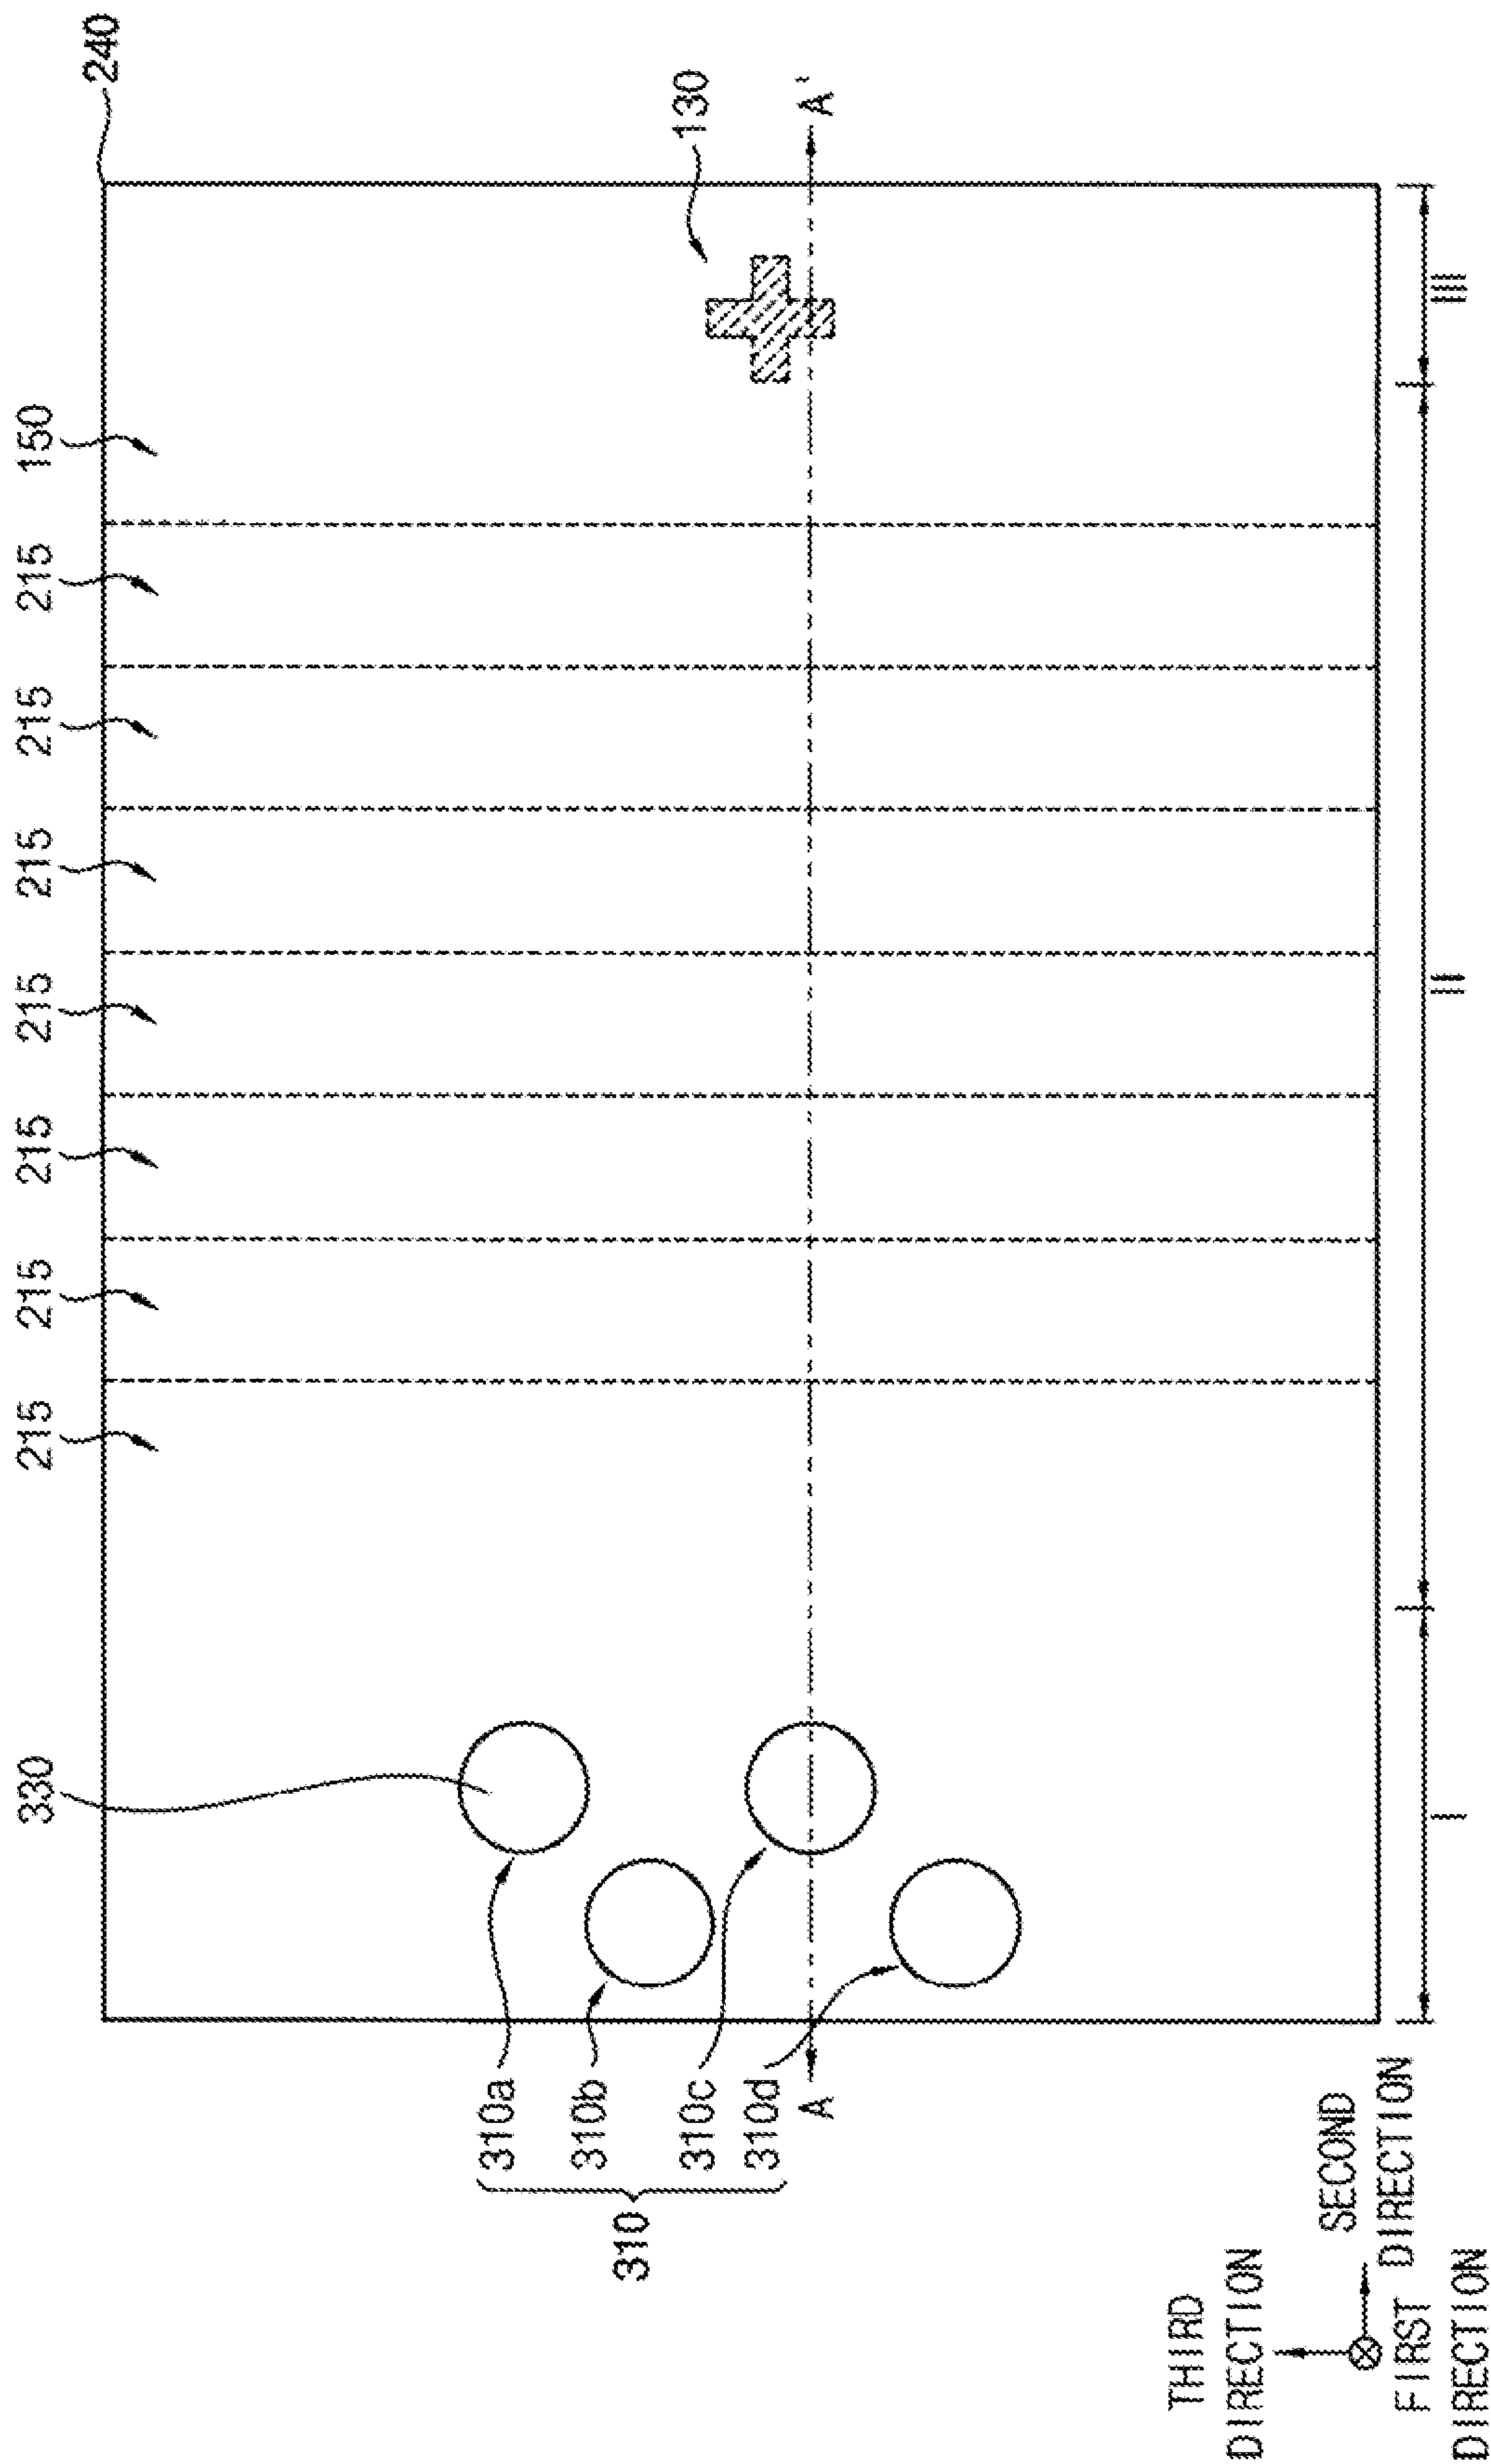 240
130
A'
150
215
215
215
215
215
215
215
330
310a
310b
310c
310d
310
A
I
II
III
THIRD
DIRECTION
SECOND
DIRECTION
FIRST
DIRECTION